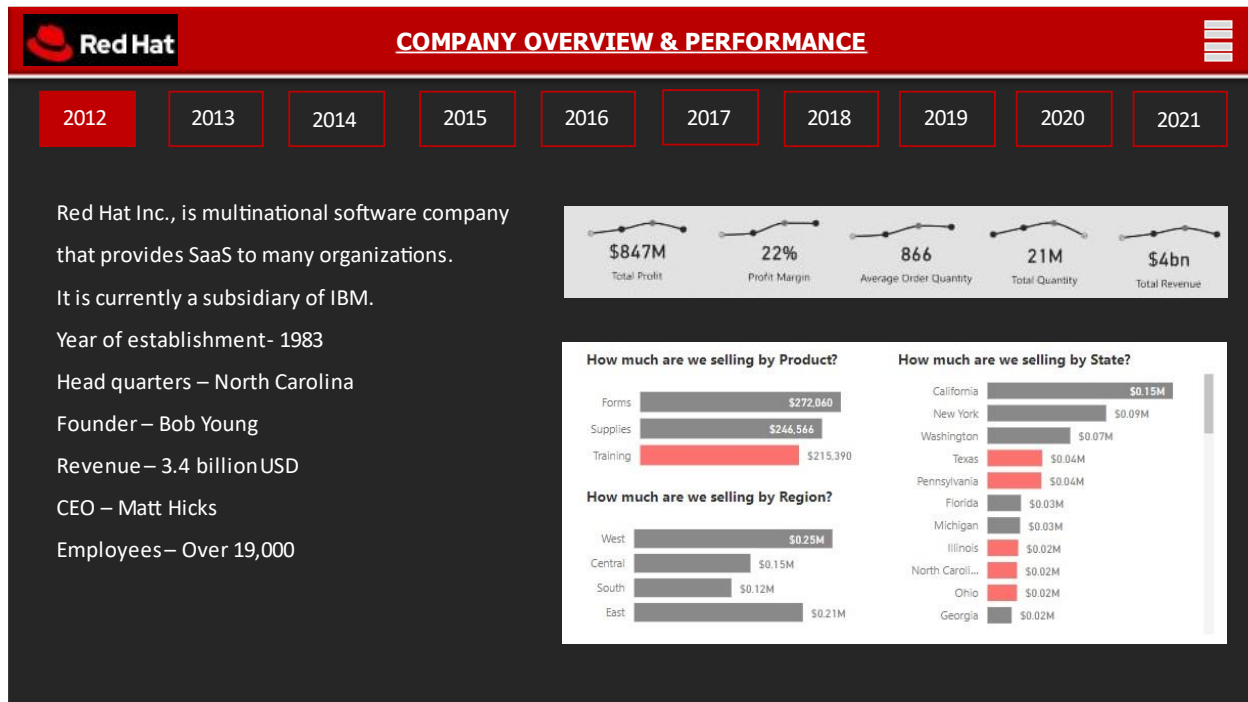 Red Hat
COMPANY OVERVIEW & PERFORMANCE
2012 2013 2014 2015 2016 2017 2018 2019 2020 2021
Red Hat Inc., is multinational software company
that provides SaaS to many organizations.
It is currently a subsidiary of IBM.
Year of establishment- 1983
Head quarters – North Carolina
Founder – Bob Young
Revenue – 3.4 billion USD
CEO – Matt Hicks
Employees – Over 19,000
$847M
Total Profit
22%
Profit Margin
866
Average Order Quantity
21M
Total Quantity
$4bn
Total Revenue
How much are we selling by Product?
Forms $272,060
Supplies $246,566
Training $215,390
How much are we selling by Region?
West $0.25M
Central $0.15M
South $0.12M
East $0.21M
How much are we selling by State?
California $0.15M
New York $0.09M
Washington $0.07M
Texas $0.04M
Pennsylvania $0.04M
Florida $0.03M
Michigan $0.03M
Illinois $0.02M
North Caroli... $0.02M
Ohio $0.02M
Georgia $0.02M